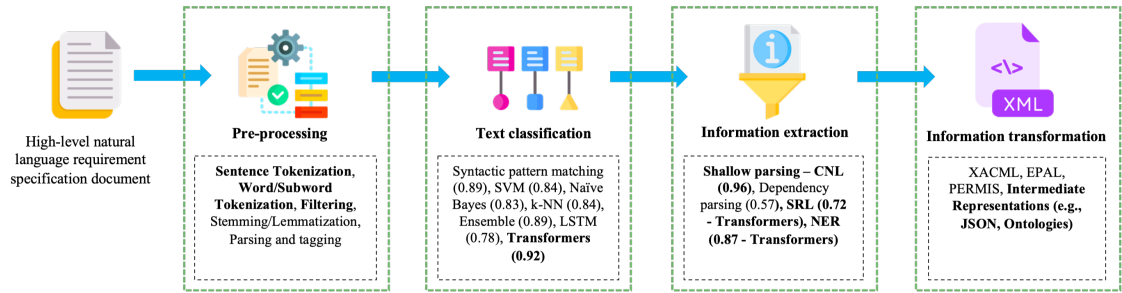 High-level natural
language requirement
specification document
Pre-processing
Sentence Tokenization,
Word/Subword
Tokenization, Filtering,
Stemming/Lemmatization,
Parsing and tagging
Text classification
Syntactic pattern matching
(0.89), SVM (0.84), Naïve
Bayes (0.83), k-NN (0.84),
Ensemble (0.89), LSTM
(0.78), Transformers
(0.92)
Information extraction
Shallow parsing – CNL
(0.96), Dependency
parsing (0.57), SRL (0.72
- Transformers), NER
(0.87 - Transformers)
</>
XML
Information transformation
XACML, EPAL,
PERMIS, Intermediate
Representations (e.g.,
JSON, Ontologies)